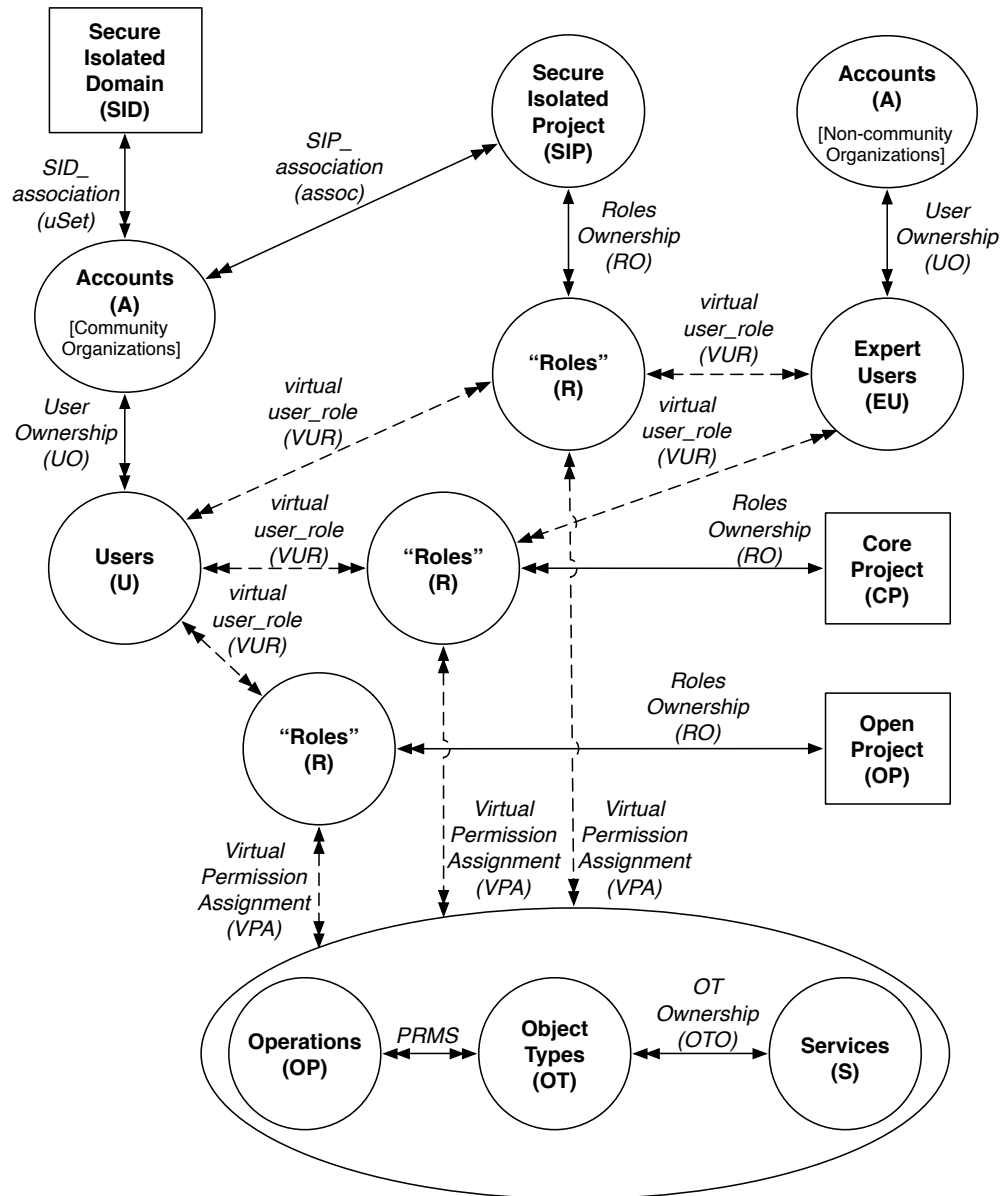 Secure
Isolated
Domain
(SID)
Secure
Isolated
Project
(SIP)
Accounts
(A)
[Non-community
Organizations]
SID_
association
(uSet)
SIP_
association
(assoc)
Roles
Ownership
(RO)
User
Ownership
(UO)
Accounts
(A)
[Community
Organizations]
“Roles”
(R)
virtual
user_role
(VUR)
Expert
Users
(EU)
User
Ownership
(UO)
virtual
user_role
(VUR)
virtual
user_role
(VUR)
Users
(U)
virtual
user_role
(VUR)
“Roles”
(R)
Roles
Ownership
(RO)
Core
Project
(CP)
virtual
user_role
(VUR)
“Roles”
(R)
Roles
Ownership
(RO)
Open
Project
(OP)
Virtual
Permission
Assignment
(VPA)
Virtual
Permission
Assignment
(VPA)
Virtual
Permission
Assignment
(VPA)
Operations
(OP)
PRMS
Object
Types
(OT)
OT
Ownership
(OTO)
Services
(S)